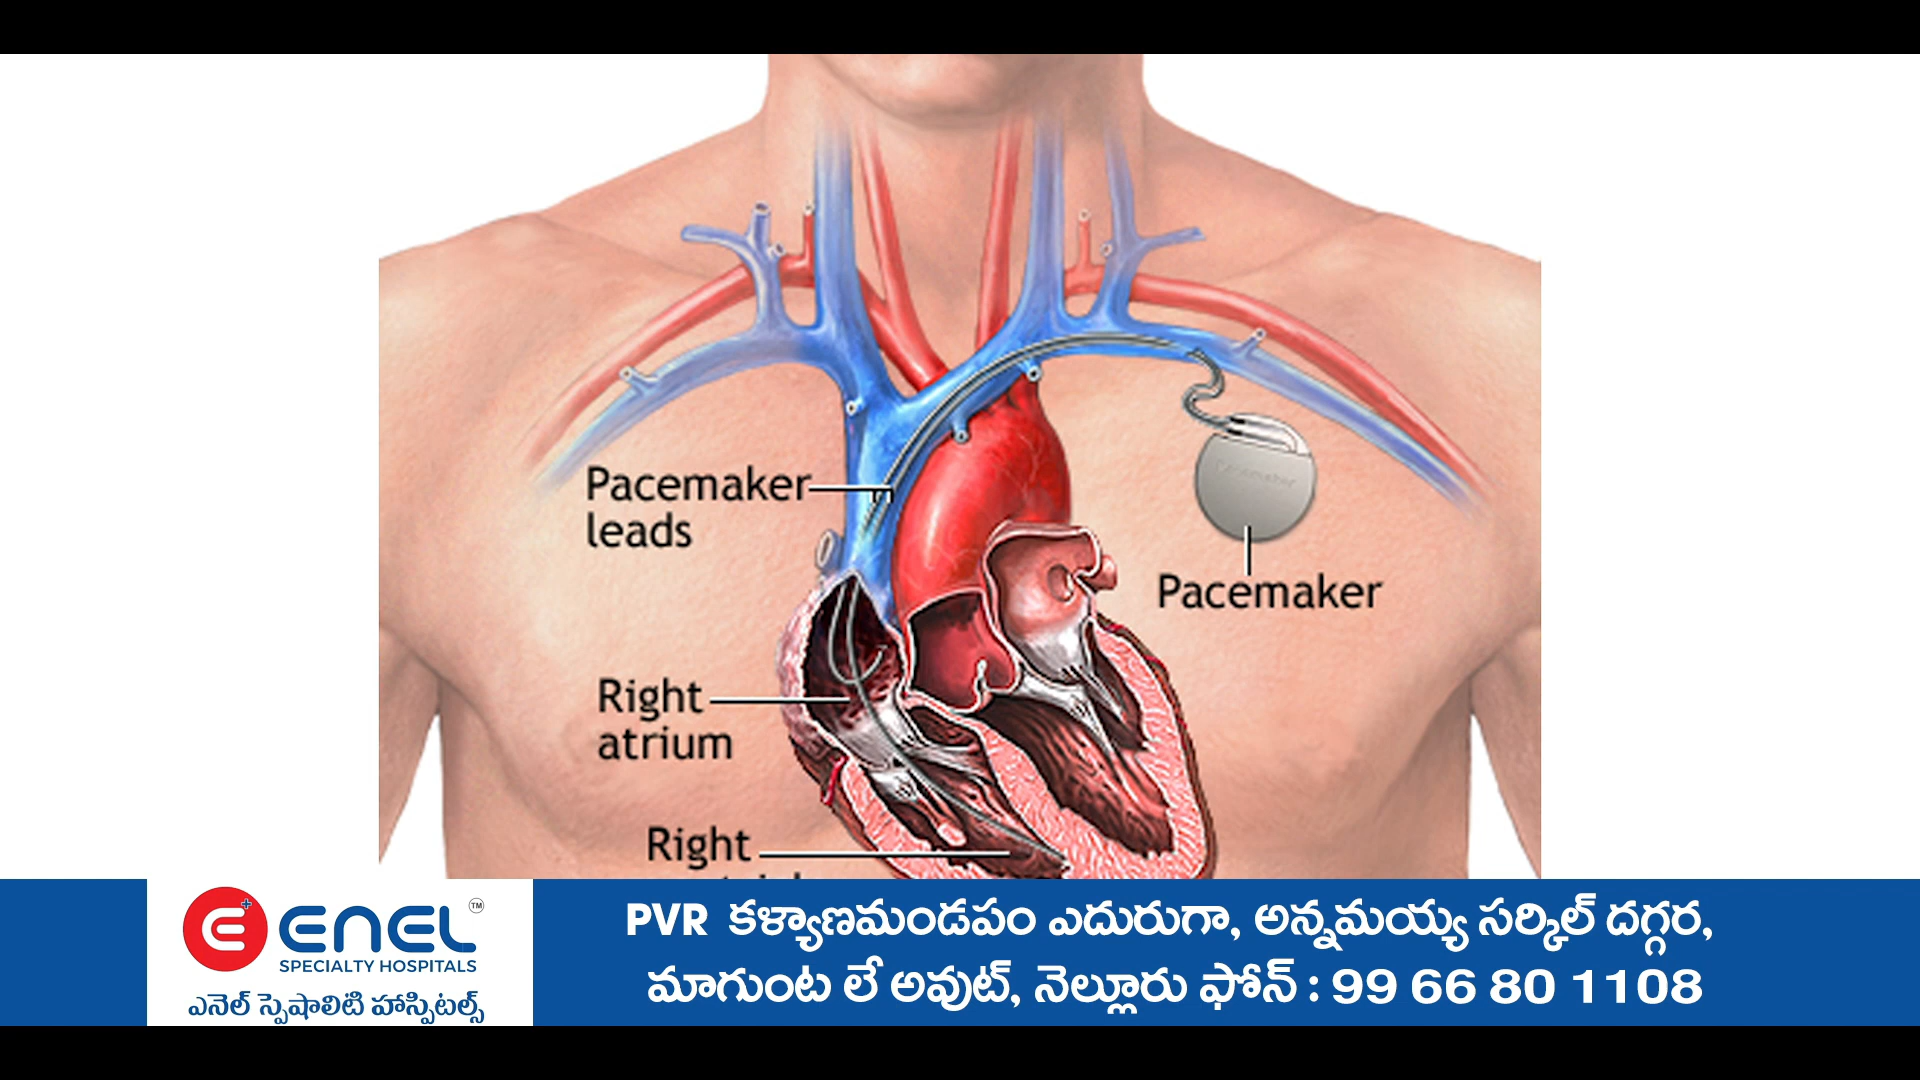 Pacemaker
leads
Pacemaker
Right
atrium
Right
ENEL TM
SPECIALTY HOSPITALS
ఎనెల్ స్పెషాలిటి హాస్పిటల్స్
PVR కళ్యాణమండపం ఎదురుగా, అన్నమయ్య సర్కిల్ దగ్గర,
మాగుంట లే అవుట్, నెల్లూరు ఫోన్ : 99 66 80 1108